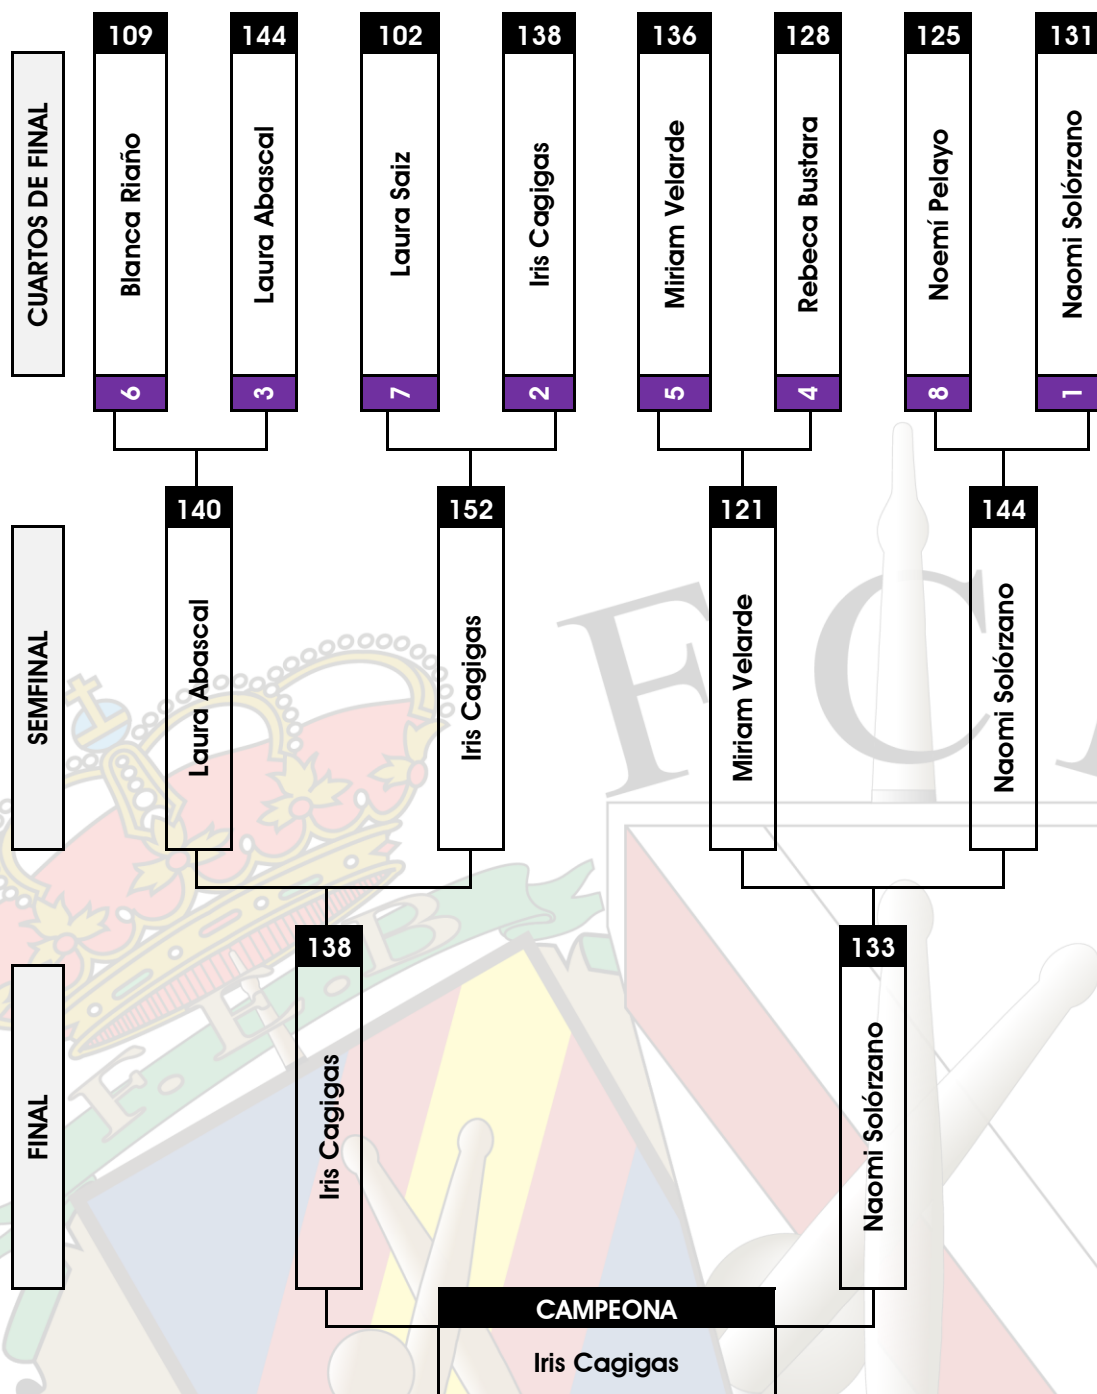 109 144 102 138 136 128 125 131
CUARTOS DE FINAL
Blanca Riaño
Laura Abascal
Laura Saiz
Iris Cagigas
Miriam Velarde
Rebeca Bustara
Noemí Pelayo
Naomi Solórzano
6 3 7 2 5 4 8 1
140 152 121 144
SEMFINAL
Laura Abascal
Iris Cagigas
Miriam Velarde
Naomi Solórzano
F C
138 133
FINAL
Iris Cagigas
Naomi Solórzano
F. F. B
CAMPEONA
Iris Cagigas